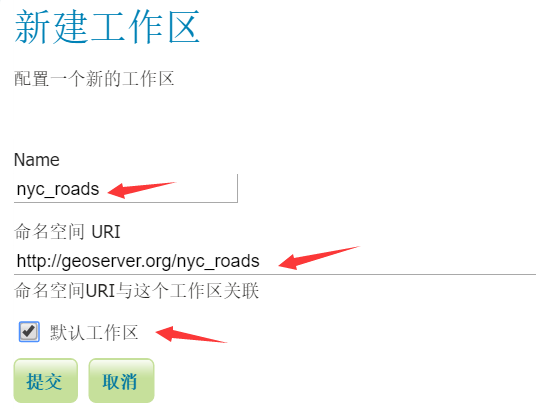 新建工作区
配置一个新的工作区
Name
nyc_roads
命名空间 URI
http://geoserver.org/nyc_roads
命名空间URI与这个工作区关联
默认工作区
提交 取消